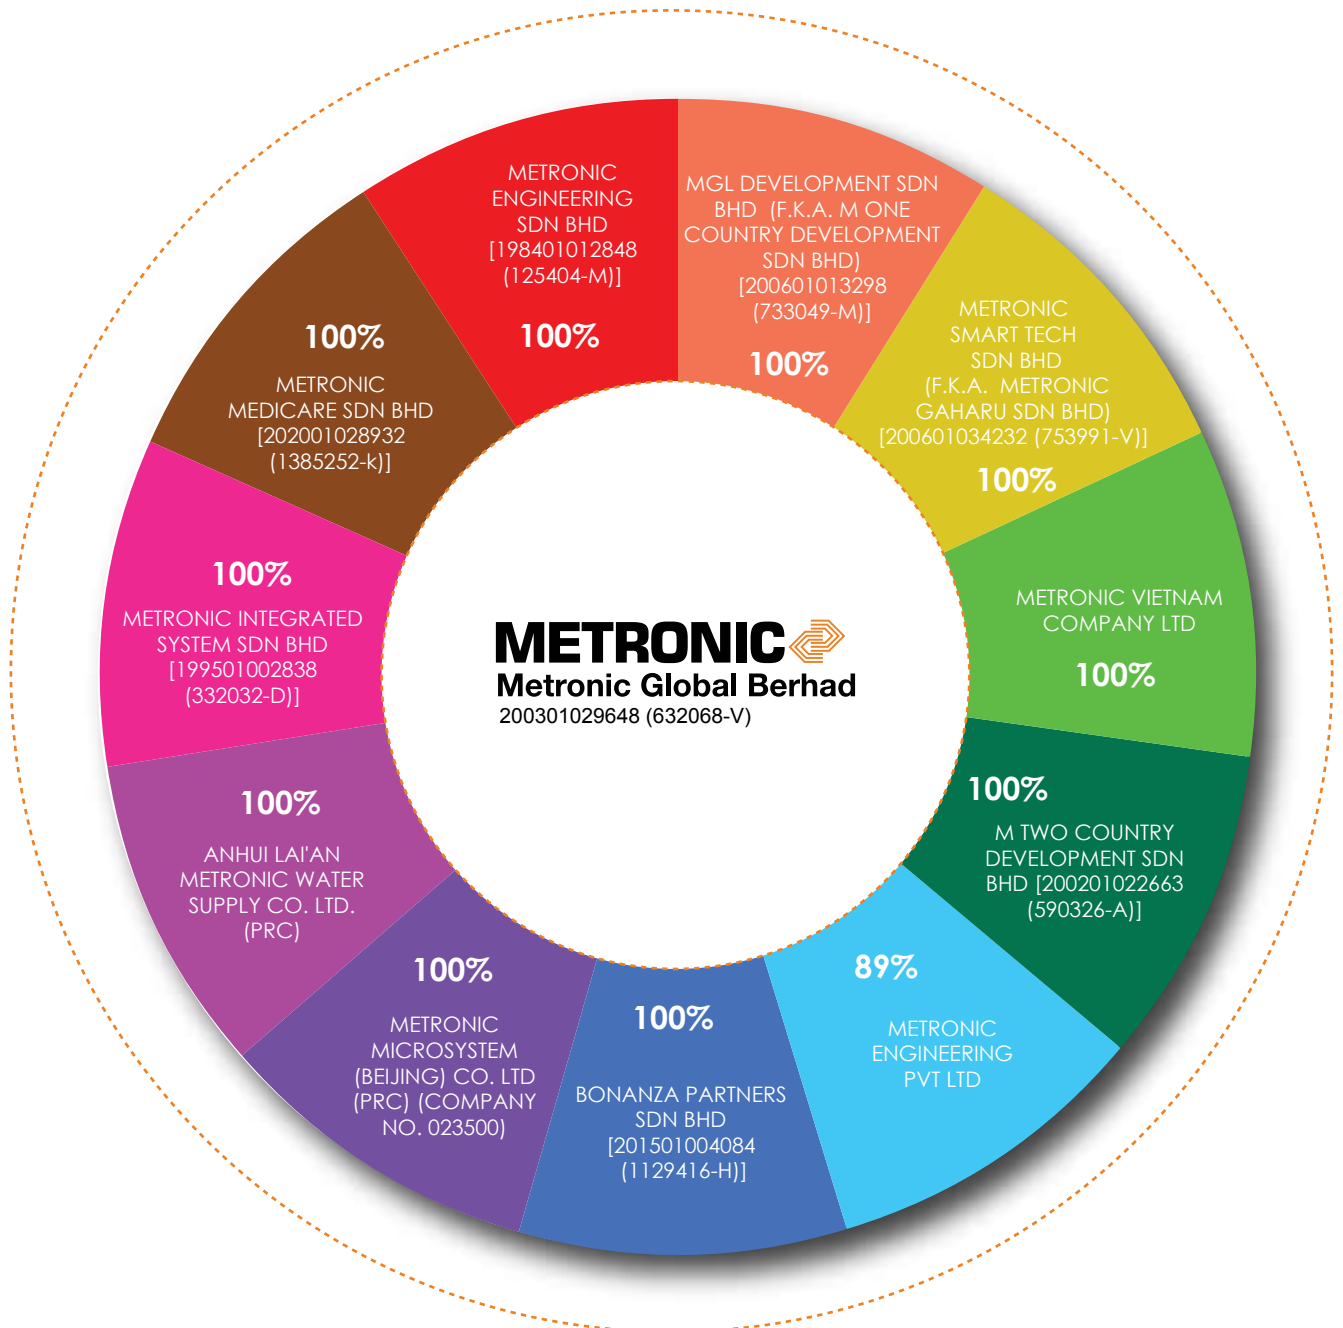 METRONIC
ENGINEERING
SDN BHD
[198401012848
(125404-M)]
100%
MGL DEVELOPMENT SDN
BHD (F.K.A. M ONE
COUNTRY DEVELOPMENT
SDN BHD)
[200601013298
(733049-M)]
100%
METRONIC
SMART TECH
SDN BHD
(F.K.A. METRONIC
GAHARU SDN BHD)
[200601034232 (753991-V)]
100%
METRONIC VIETNAM
COMPANY LTD
100%
100%
M TWO COUNTRY
DEVELOPMENT SDN
BHD [200201022663
(590326-A)]
89%
METRONIC
ENGINEERING
PVT LTD
100%
BONANZA PARTNERS
SDN BHD
[201501004084
(1129416-H)]
100%
METRONIC
MICROSYSTEM
(BEIJING) CO. LTD
(PRC) (COMPANY
NO. 023500)
100%
ANHUI LAI'AN
METRONIC WATER
SUPPLY CO. LTD.
(PRC)
100%
METRONIC INTEGRATED
SYSTEM SDN BHD
[199501002838
(332032-D)]
100%
METRONIC
MEDICARE SDN BHD
[202001028932
(1385252-k)]
METRONIC
Metronic Global Berhad
200301029648 (632068-V)